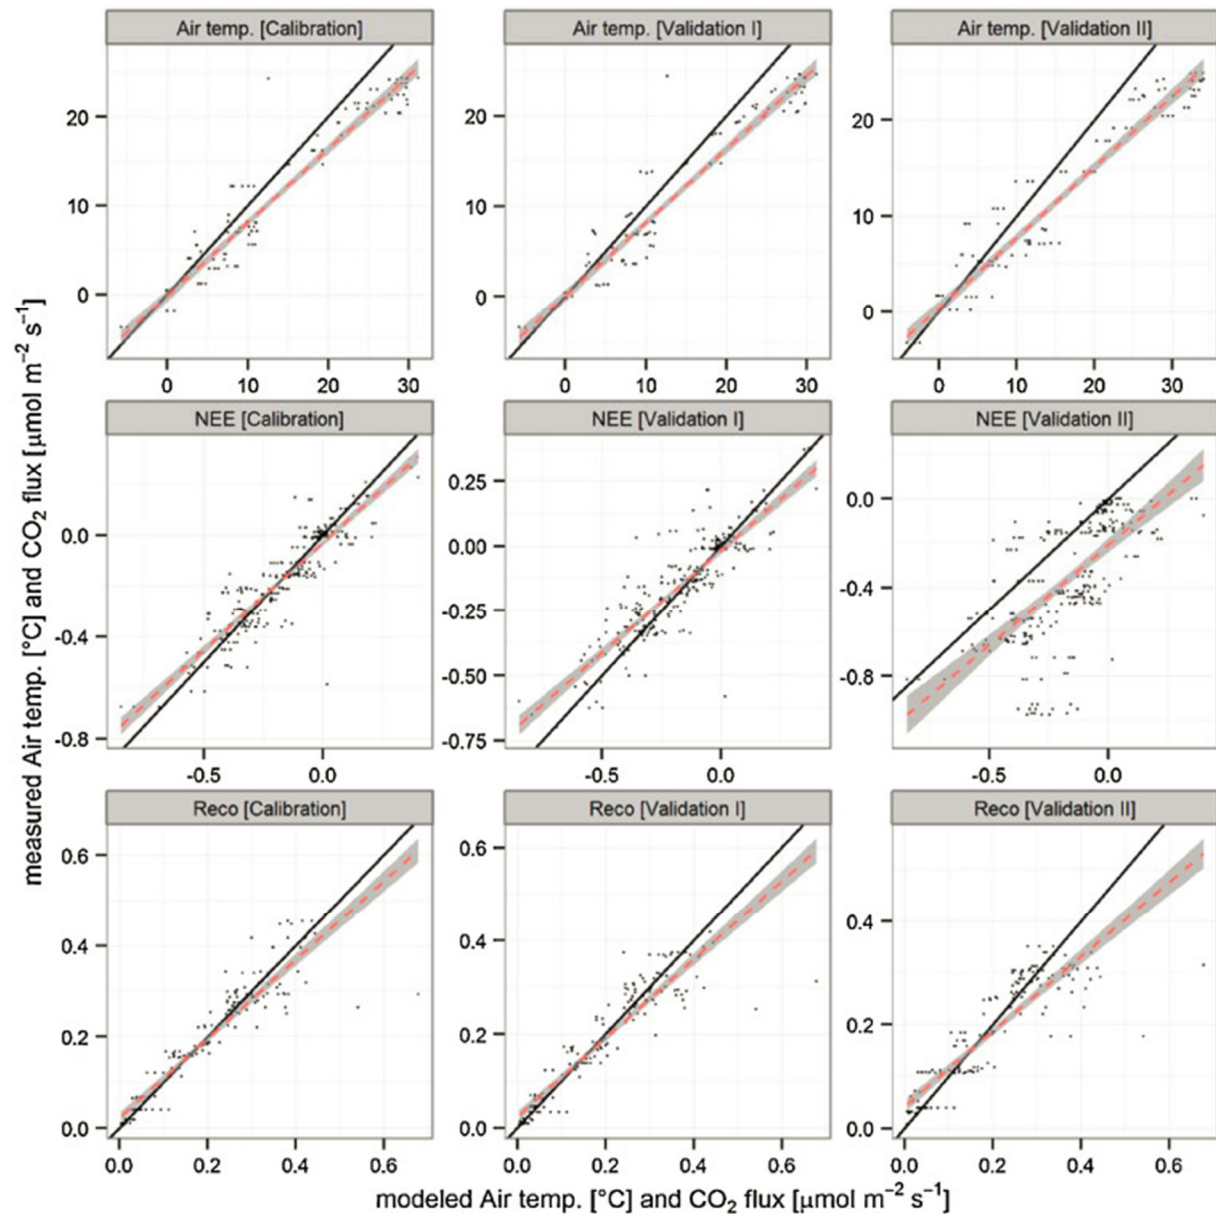 Air temp. [Calibration]
Air temp. [Validation I]
Air temp. [Validation II]
20
10
0
20
10
0
20
10
0
0 10 20 30
0 10 20 30
0 10 20 30
NEE [Calibration]
NEE [Validation I]
NEE [Validation II]
0.0
-0.4
-0.8
0.25
0.00
-0.25
-0.50
-0.75
0.0
-0.4
-0.8
-0.5 0.0
-0.5 0.0
-0.5 0.0
Reco [Calibration]
Reco [Validation I]
Reco [Validation II]
0.6
0.4
0.2
0.0
0.6
0.4
0.2
0.0
0.4
0.2
0.0
0.0 0.2 0.4 0.6
0.0 0.2 0.4 0.6
0.0 0.2 0.4 0.6
measured Air temp. [°C] and CO₂ flux [μmol m⁻² s⁻¹]
modeled Air temp. [°C] and CO₂ flux [μmol m⁻² s⁻¹]